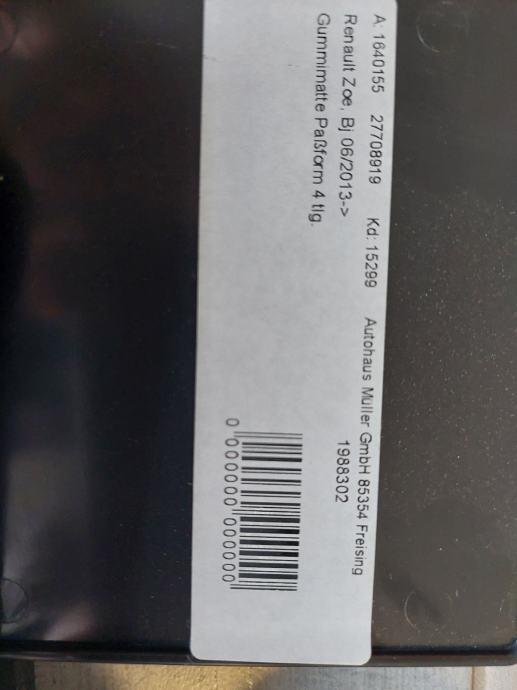 A: 1640155 27708919 Kd: 15299 Autohaus Müller GmbH 85354 Freising
Renault Zoe, Bj 06/2013-> 1988302
Gummimatte Paßform 4 tlg.
0 000000 000000